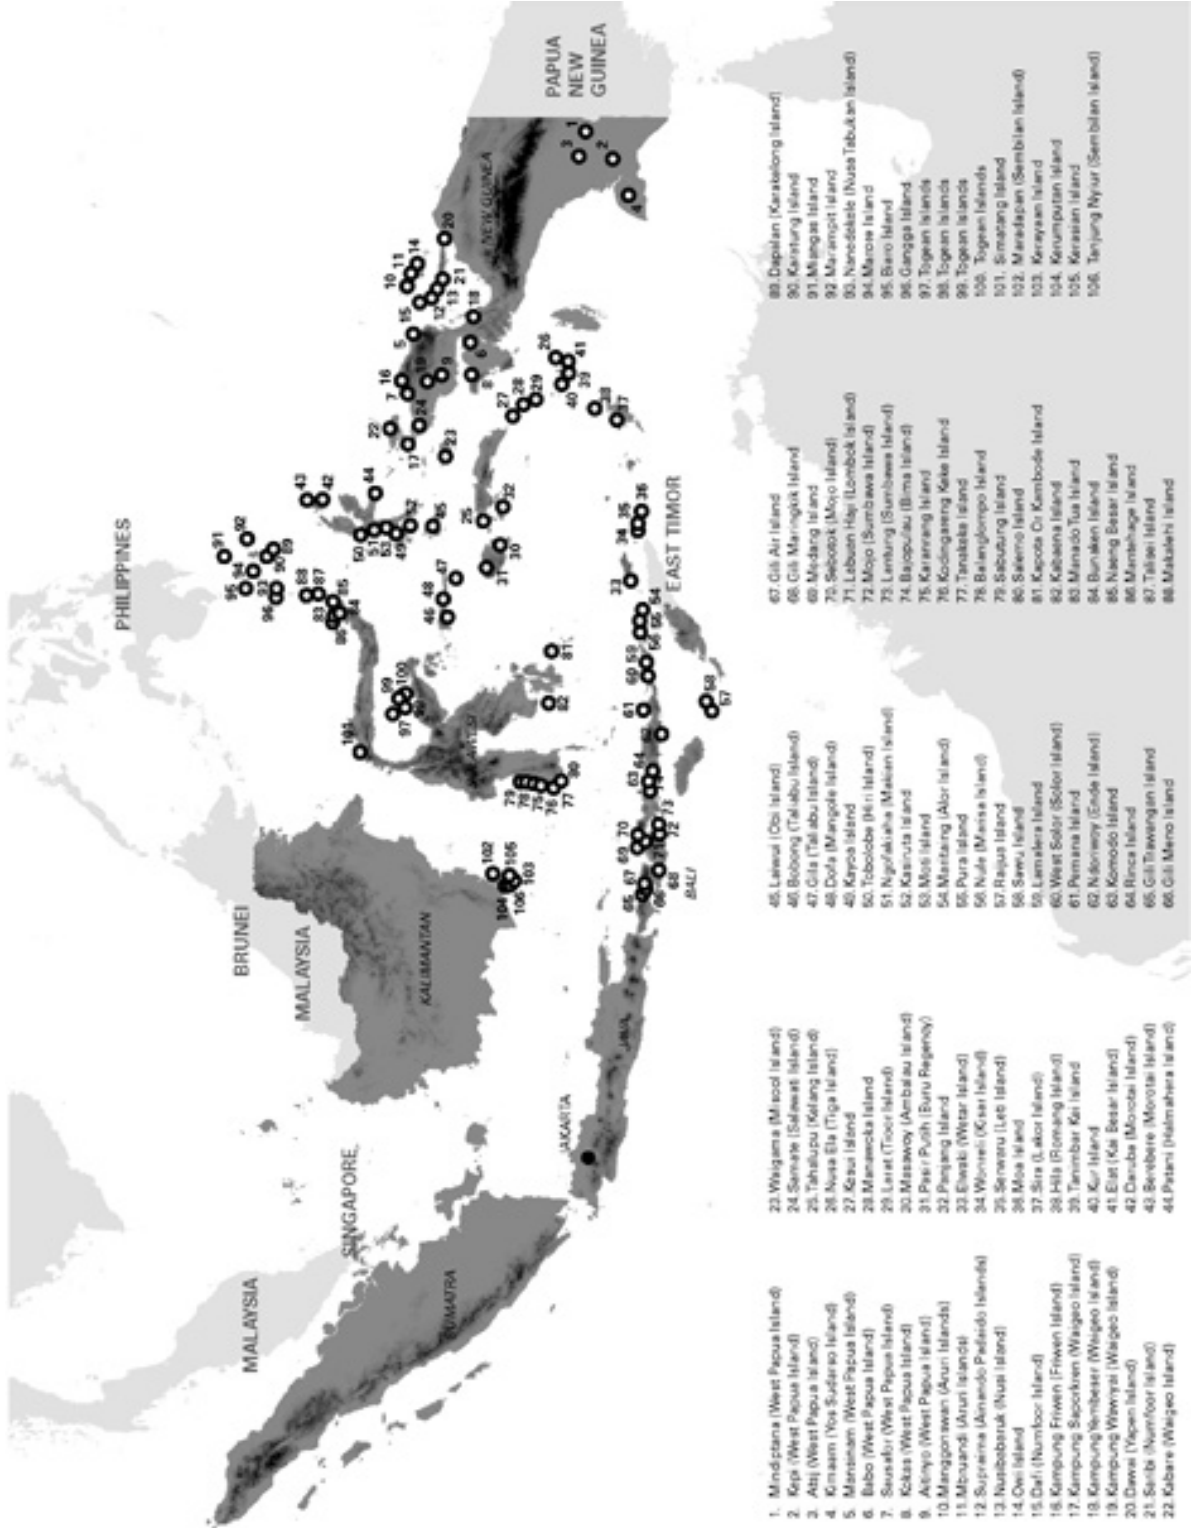 PHILIPPINES
PAPUA
NEW
GUINEA
NEW GUINEA
BRUNEI
MALAYSIA
KALIMANTAN
MALAYSIA
SINGAPORE
SUMATRA
JAKARTA
JAVA
BALI
EAST TIMOR
1. Mindiptana (West Papua Island)
2. Kepi (West Papua Island)
3. Atsj (West Papua Island)
4. Kimaam (Yos Sudarso Island)
5. Mansinam (West Papua Island)
6. Babo (West Papua Island)
7. Sausafor (West Papua Island)
8. Kokas (West Papua Island)
9. Aitinyo (West Papua Island)
10. Manggonswan (Aruri Islands)
11. Mbruandi (Aruri Islands)
12. Supraima (Ainando Padaido Islands)
13. Nusibobaruk (Nusi Island)
14. Owi Island
15. Dafi (Numfoor Island)
16. Kampung Friwen (Friwen Island)
17. Kampung Saporkren (Waigeo Island)
18. Kampung Yembeser (Waigeo Island)
19. Kampung Wawiyai (Waigeo Island)
20. Dawai (Yapen Island)
21. Saribi (Numfoor Island)
22. Kabare (Waigeo Island)
23. Waigama (Misool Island)
24. Samate (Salawati Island)
25. Tahalupu (Kelang Island)
26. Nusa Ela (Tiga Island)
27. Kesui Island
28. Manawoka Island
29. Lerat (Tioor Island)
30. Masawoy (Ambalau Island)
31. Pasir Putih (Buru Regency)
32. Panjang Island
33. Elwaki (Wetar Island)
34. Wonreli (Kisar Island)
35. Serwaru (Leti Island)
36. Moa Island
37. Sira (Lakor Island)
38. Hila (Romang Island)
39. Tanimbar Kei Island
40. Kur Island
41. Elat (Kai Besar Island)
42. Daruba (Morotai Island)
43. Berebere (Morotai Island)
44. Patani (Halmahera Island)
45. Laiwui (Obi Island)
46. Bobong (Taliabu Island)
47. Gila (Taliabu Island)
48. Dofa (Mangole Island)
49. Kayoa Island
50. Toboloba (Hiri Island)
51. Ngofakiaha (Makian Island)
52. Kasiruta Island
53. Moti Island
54. Maritaing (Alor Island)
55. Pura Island
56. Nule (Marisa Island)
57. Raijua Island
58. Sawu Island
59. Lamalera Island
60. West Solor (Solor Island)
61. Pemana Island
62. Ndoriwoy (Ende Island)
63. Komodo Island
64. Rinca Island
65. Gili Trawangan Island
66. Gili Meno Island
67. Gili Air Island
68. Gili Maringkik Island
69. Medang Island
70. Sebotok (Mojo Island)
71. Labuan Haji (Lombok Island)
72. Mojo (Sumbawa Island)
73. Lantung (Sumbawa Island)
74. Bajopulau (Bima Island)
75. Karanrang Island
76. Kodingareng Keke Island
77. Tanakeke Island
78. Balanglompo Island
79. Sabutung Island
80. Salemo Island
81. Kapota Or Kambode Island
82. Kabaena Island
83. Manado Tua Island
84. Bunaken Island
85. Naeng Besar Island
86. Mantehage Island
87. Talisei Island
88. Makalehi Island
89. Dapalan (Karakelong Island)
90. Karatung Island
91. Miangas Island
92. Marampit Island
93. Nanedakele (Nusa Tabukan Island)
94. Marore Island
95. Biaro Island
96. Gangga Island
97. Togean Islands
98. Togean Islands
99. Togean Islands
100. Togean Islands
101. Simatang Island
102. Maradapan (Sembilan Island)
103. Kerayaan Island
104. Kerumputan Island
105. Kerasian Island
106. Tanjung Nyiur (Sembilan Island)